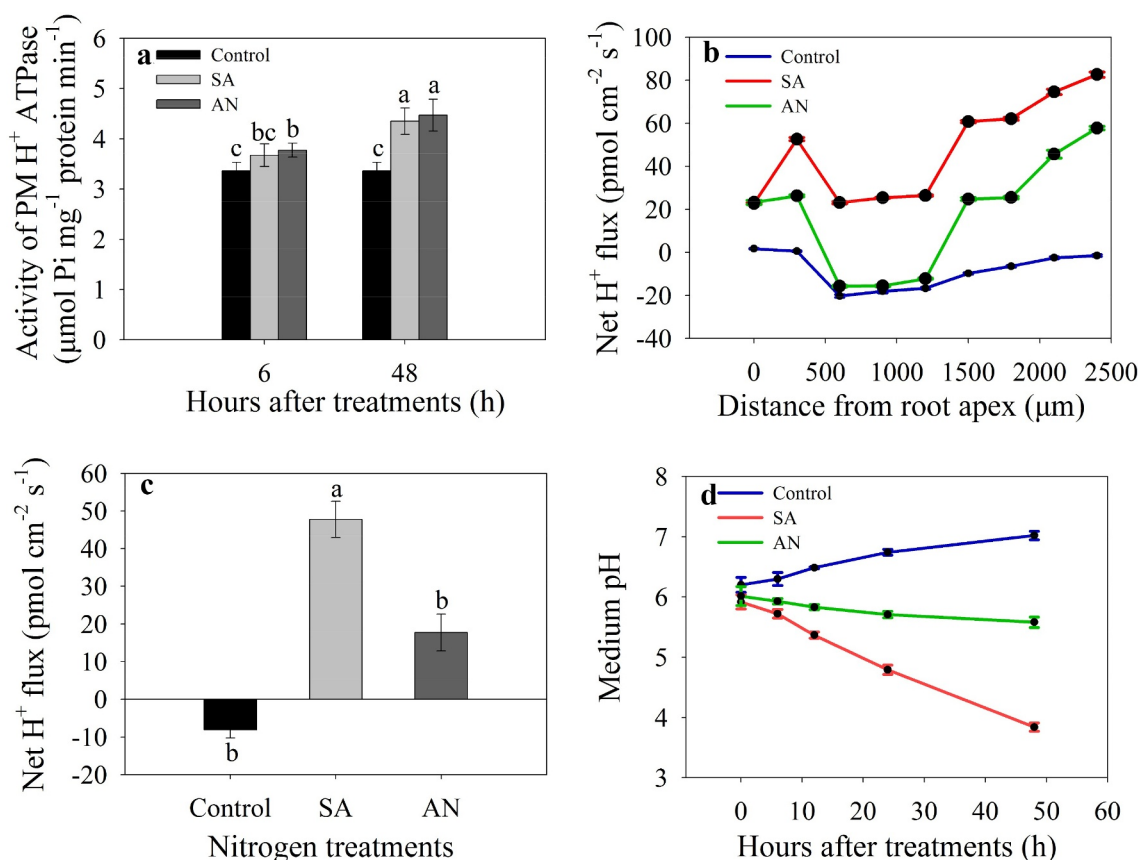 a
Control
SA
AN
6
5
4
3
2
1
0
c
bc
b
c
a
a
6
48
Hours after treatments (h)
Activity of PM H⁺ ATPase
(μmol Pi mg⁻¹ protein min⁻¹)
b
Control
SA
AN
100
80
60
40
20
0
-20
-40
0 500 1000 1500 2000 2500
Distance from root apex (μm)
Net H⁺ flux (pmol cm⁻² s⁻¹)
c
60
50
40
30
20
10
0
-10
-20
b
a
b
Control SA AN
Nitrogen treatments
Net H⁺ flux (pmol cm⁻² s⁻¹)
d
Control
SA
AN
8
7
6
5
4
3
0 10 20 30 40 50 60
Hours after treatments (h)
Medium pH